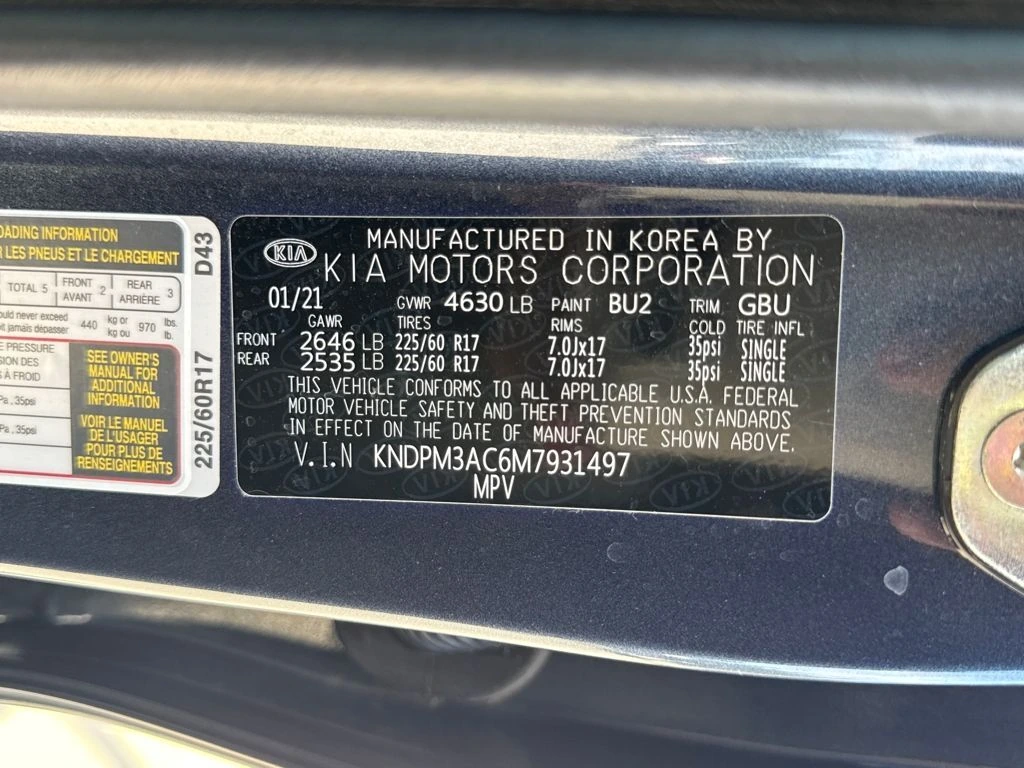 OADING INFORMATION
R LES PNEUS ET LE CHARGEMENT
TOTAL 5 FRONT AVANT 2 REAR ARRIÈRE 3
ould never exceed
oit jamais dépasser 440 kg or kg ou 970 lbs. lb.
E PRESSURE
SION DES
S À FROID
Pa , 35psi
Pa , 35psi
SEE OWNER'S
MANUAL FOR
ADDITIONAL
INFORMATION
VOIR LE MANUEL
DE L'USAGER
POUR PLUS DE
RENSEIGNEMENTS
225/60R17 D43
KIA
MANUFACTURED IN KOREA BY
KIA MOTORS CORPORATION
01/21 GVWR 4630 LB PAINT BU2 TRIM GBU
GAWR TIRES RIMS COLD TIRE INFL
FRONT 2646 LB 225/60 R17 7.0Jx17 35psi SINGLE
REAR 2535 LB 225/60 R17 7.0Jx17 35psi SINGLE
THIS VEHICLE CONFORMS TO ALL APPLICABLE U.S.A. FEDERAL
MOTOR VEHICLE SAFETY AND THEFT PREVENTION STANDARDS
IN EFFECT ON THE DATE OF MANUFACTURE SHOWN ABOVE.
V.I.N KNDPM3AC6M7931497
MPV